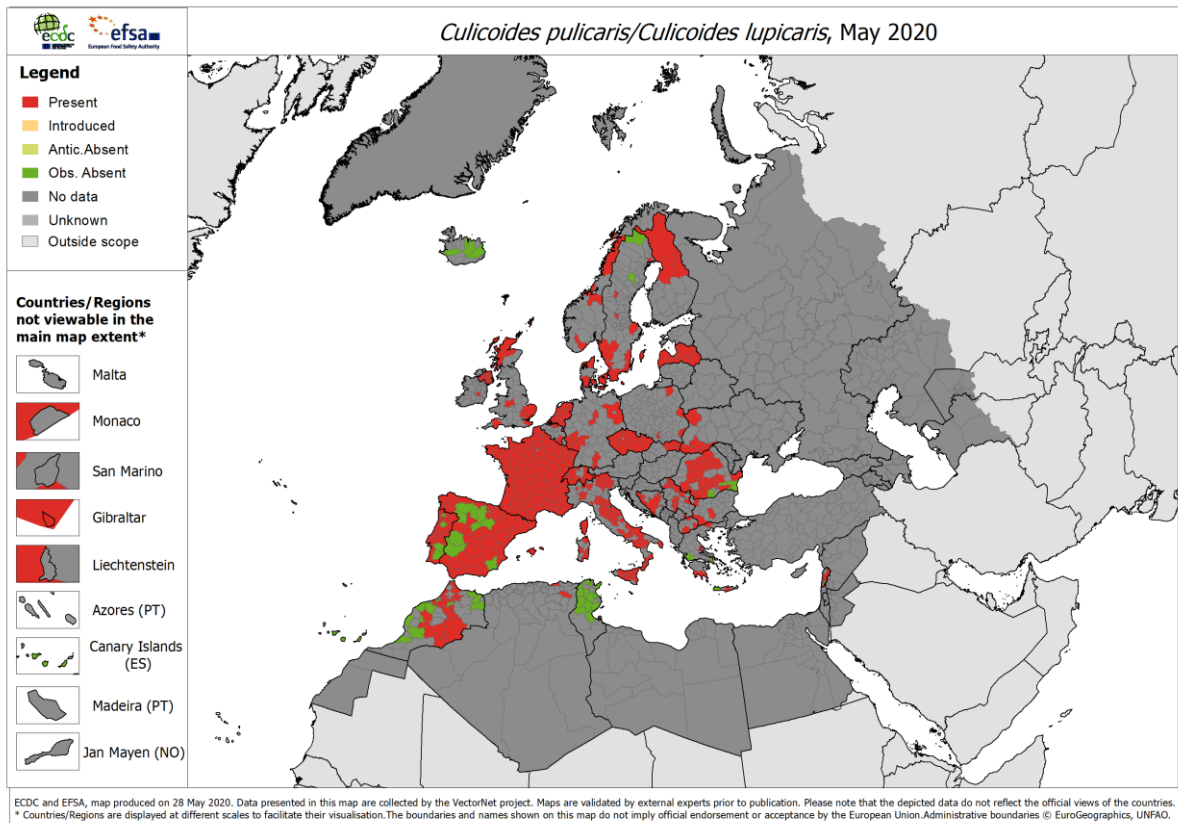 ecdc
efsa
European Food Safety Authority
Culicoides pulicaris/Culicoides lupicaris, May 2020
Legend
Present
Introduced
Antic.Absent
Obs. Absent
No data
Unknown
Outside scope
Countries/Regions
not viewable in the
main map extent*
Malta
Monaco
San Marino
Gibraltar
Liechtenstein
Azores (PT)
Canary Islands
(ES)
Madeira (PT)
Jan Mayen (NO)
ECDC and EFSA, map produced on 28 May 2020. Data presented in this map are collected by the VectorNet project. Maps are validated by external experts prior to publication. Please note that the depicted data do not reflect the official views of the countries.
* Countries/Regions are displayed at different scales to facilitate their visualisation.The boundaries and names shown on this map do not imply official endorsement or acceptance by the European Union.Administrative boundaries © EuroGeographics, UNFAO.